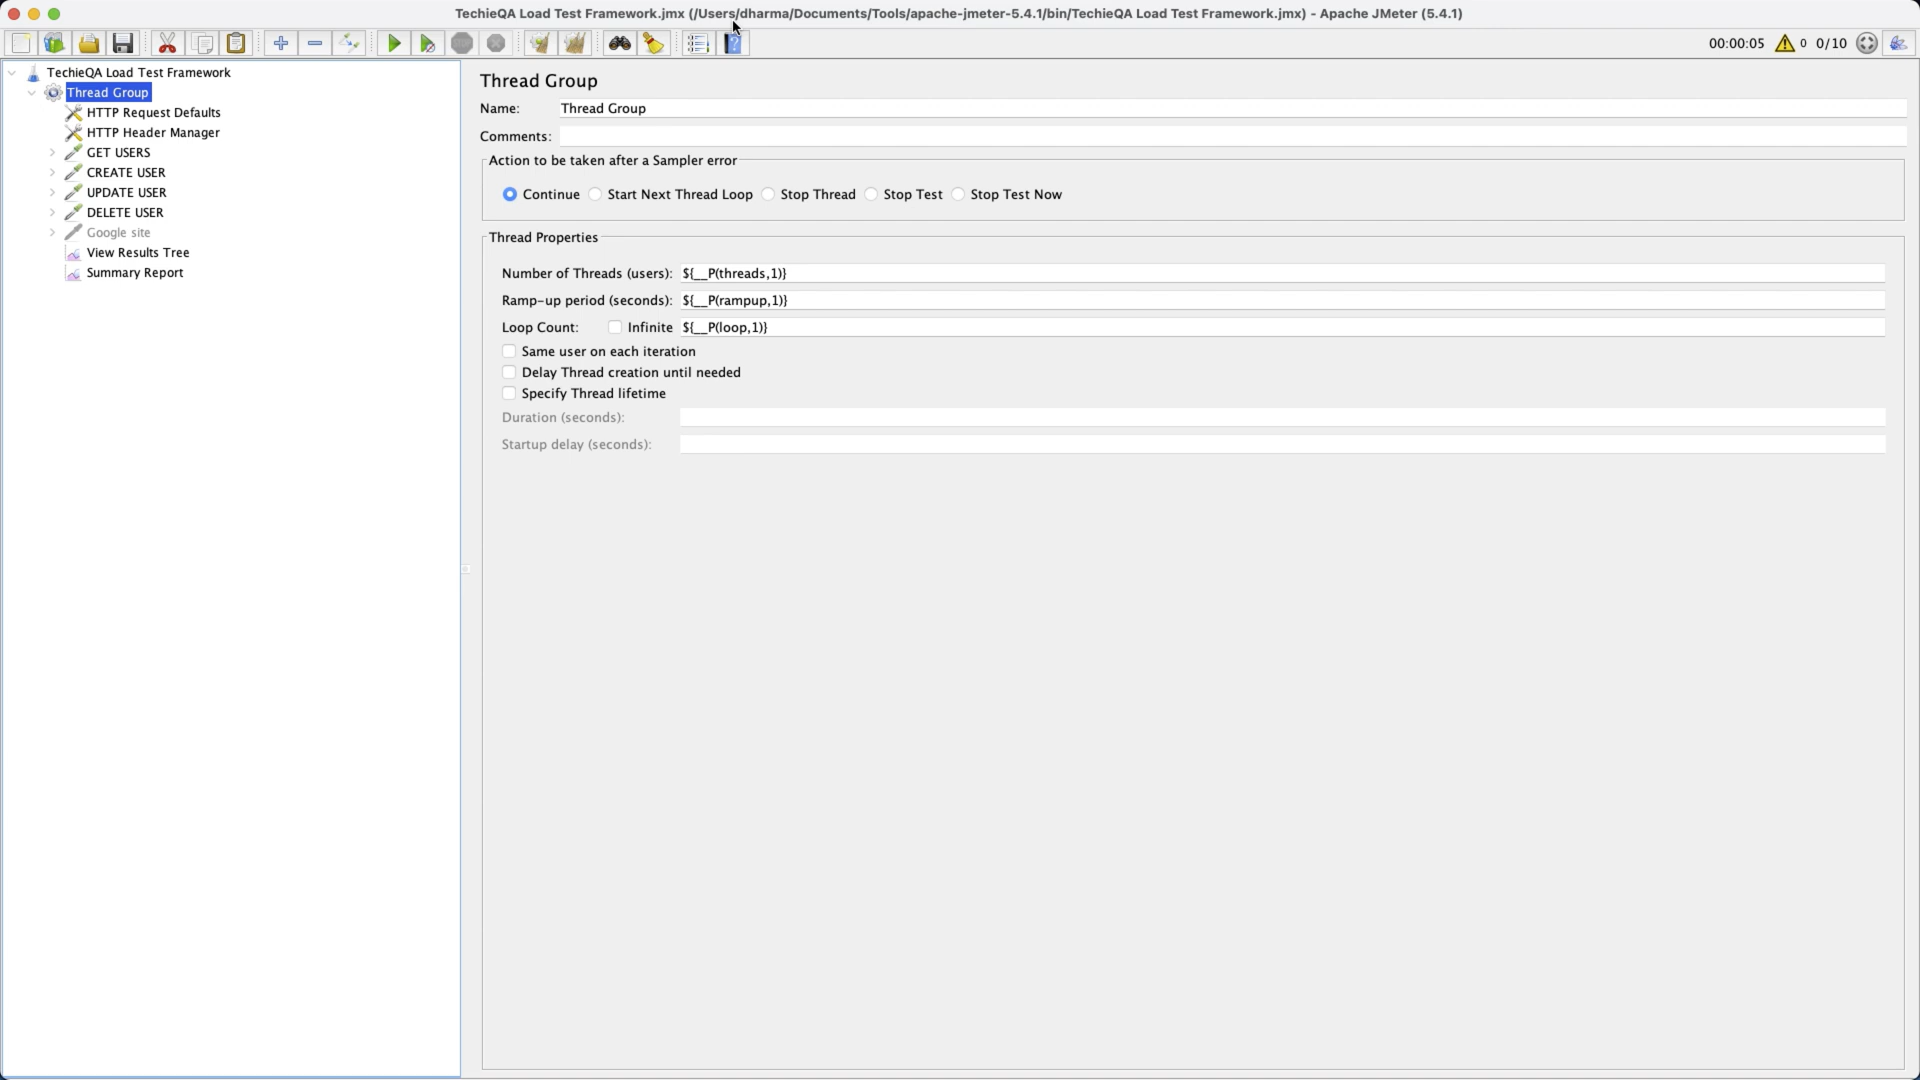 TechieQA Load Test Framework.jmx (/Users/dharma/Documents/Tools/apache-jmeter-5.4.1/bin/TechieQA Load Test Framework.jmx) - Apache JMeter (5.4.1)
00:00:05 0 0/10
TechieQA Load Test Framework
Thread Group
HTTP Request Defaults
HTTP Header Manager
GET USERS
CREATE USER
UPDATE USER
DELETE USER
Google site
View Results Tree
Summary Report
Thread Group
Name: Thread Group
Comments:
Action to be taken after a Sampler error
Continue Start Next Thread Loop Stop Thread Stop Test Stop Test Now
Thread Properties
Number of Threads (users): ${__P(threads,1)}
Ramp-up period (seconds): ${__P(rampup,1)}
Loop Count: Infinite ${__P(loop,1)}
Same user on each iteration
Delay Thread creation until needed
Specify Thread lifetime
Duration (seconds):
Startup delay (seconds):